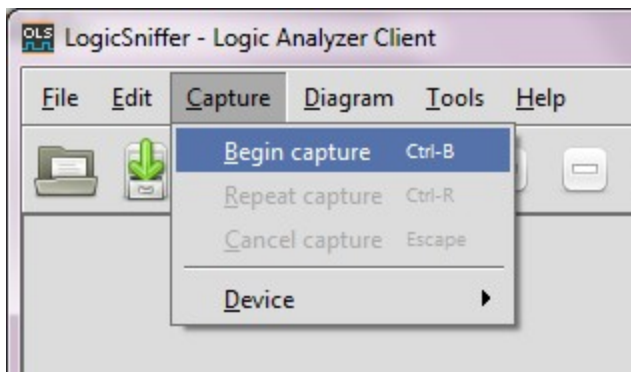 OLS LogicSniffer - Logic Analyzer Client
File Edit Capture Diagram Tools Help
Begin capture Ctrl-B
Repeat capture Ctrl-R
Cancel capture Escape
Device